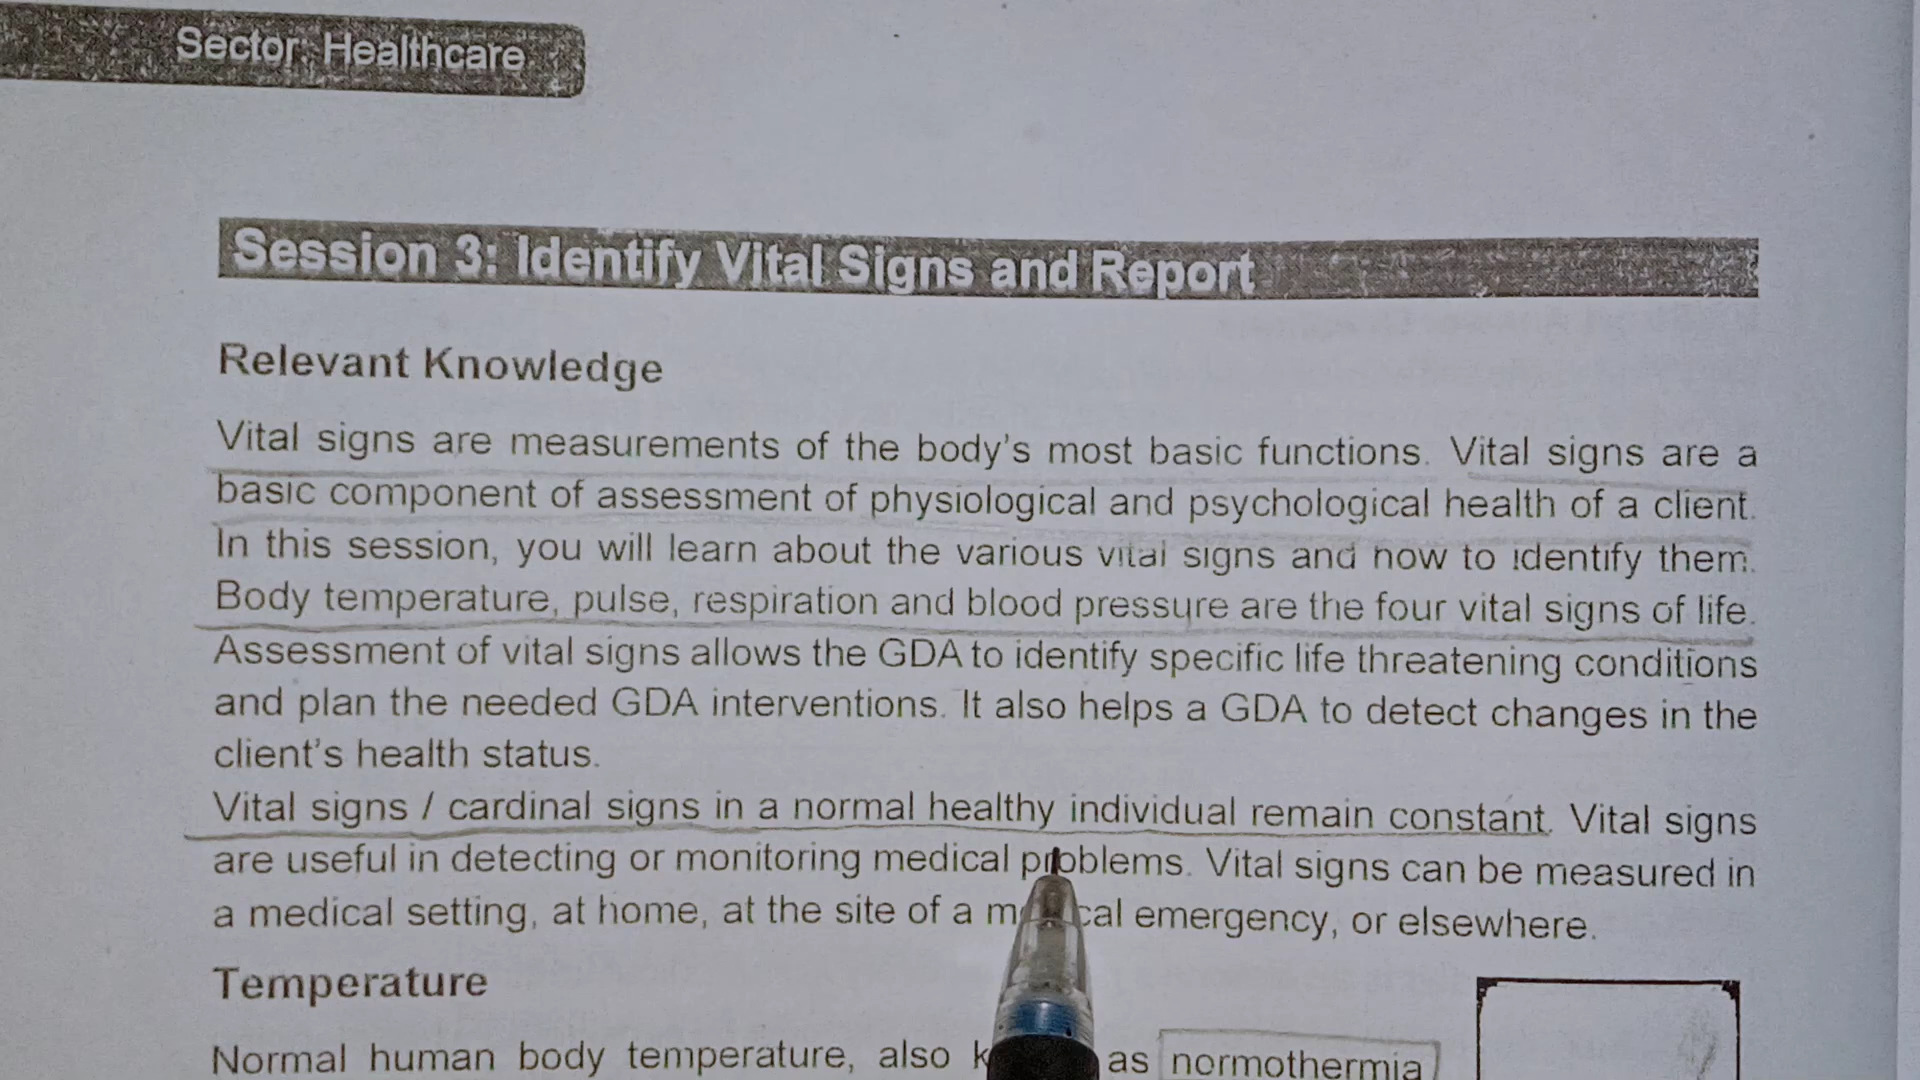 Sector: Healthcare
Session 3: Identify Vital Signs and Report
Relevant Knowledge
Vital signs are measurements of the body's most basic functions. Vital signs are a
basic component of assessment of physiological and psychological health of a client.
In this session, you will learn about the various vital signs and how to identify them.
Body temperature, pulse, respiration and blood pressure are the four vital signs of life.
Assessment of vital signs allows the GDA to identify specific life threatening conditions
and plan the needed GDA interventions. It also helps a GDA to detect changes in the
client's health status.
Vital signs / cardinal signs in a normal healthy individual remain constant. Vital signs
are useful in detecting or monitoring medical problems. Vital signs can be measured in
a medical setting, at home, at the site of a medical emergency, or elsewhere.
Temperature
Normal human body temperature, also as normothermia